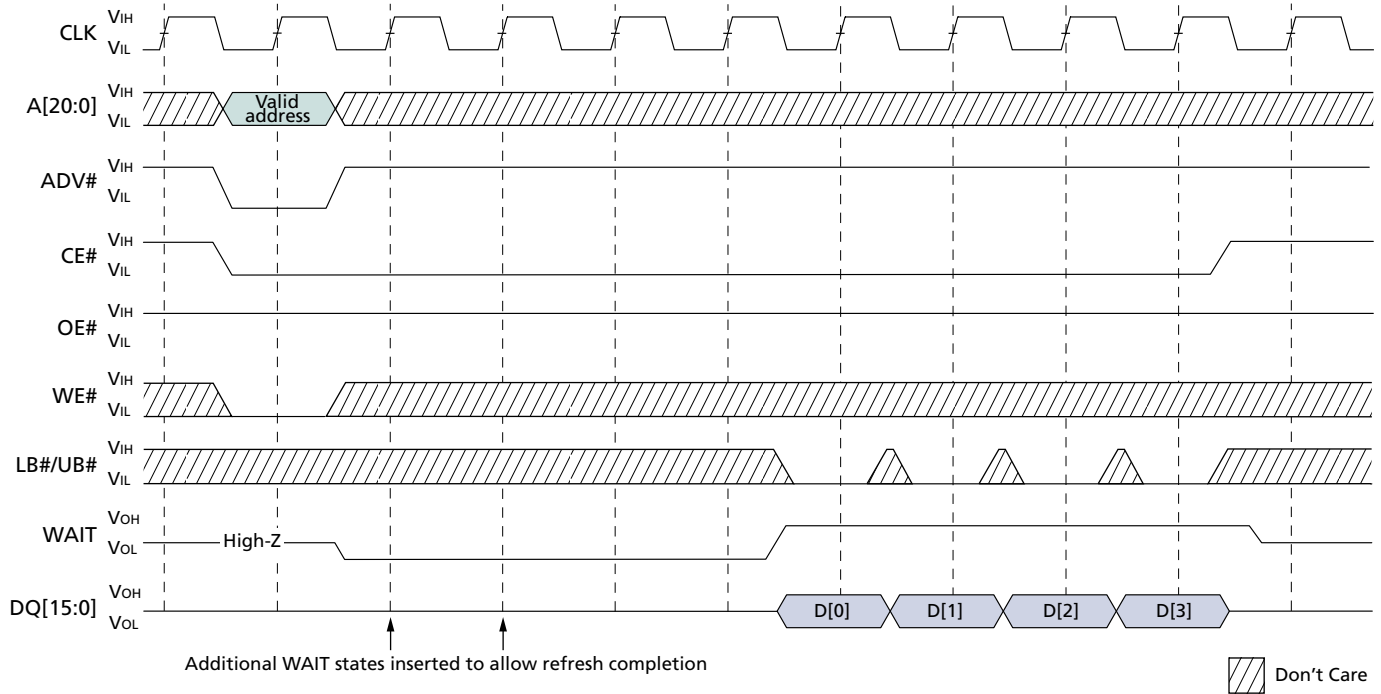 CLK VIH
VIL
A[20:0] VIH
VIL
Valid
address
ADV# VIH
VIL
CE# VIH
VIL
OE# VIH
VIL
WE# VIH
VIL
LB#/UB# VIH
VIL
WAIT VOH
VOL
High-Z
DQ[15:0] VOH
VOL
D[0] D[1] D[2] D[3]
Additional WAIT states inserted to allow refresh completion
Don't Care